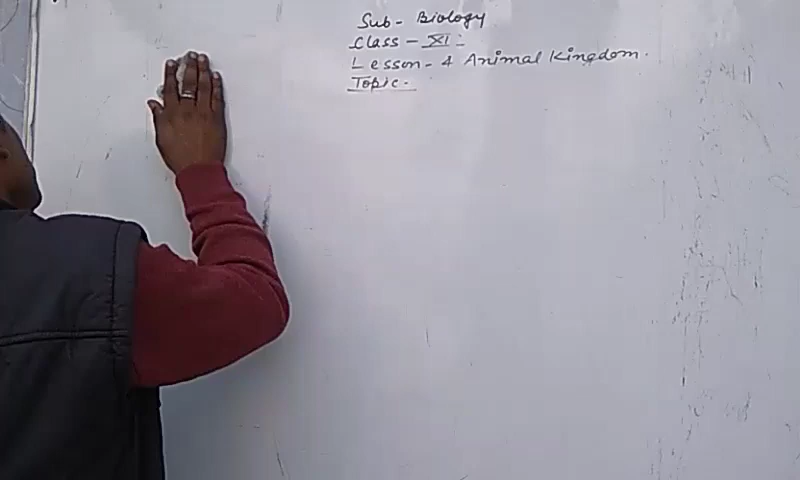 Sub - Biology
Class - XI :
Lesson - 4 Animal Kingdom.
Topic -